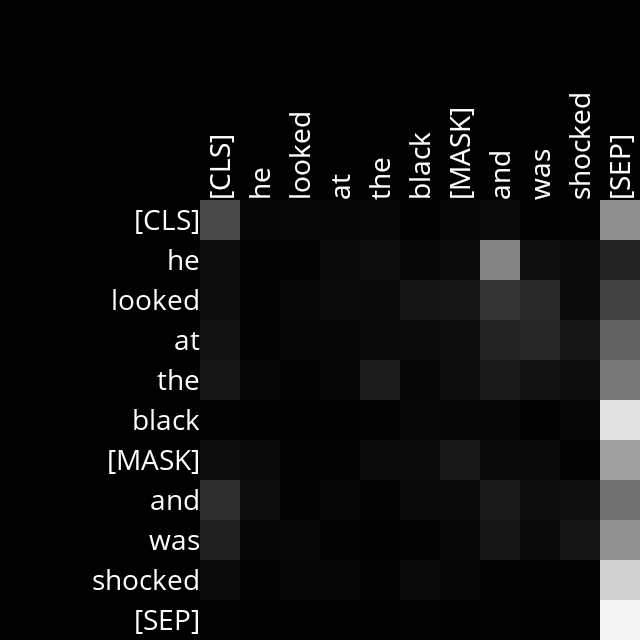 [CLS] he looked at the black [MASK] and was shocked [SEP]
[CLS]
he
looked
at
the
black
[MASK]
and
was
shocked
[SEP]